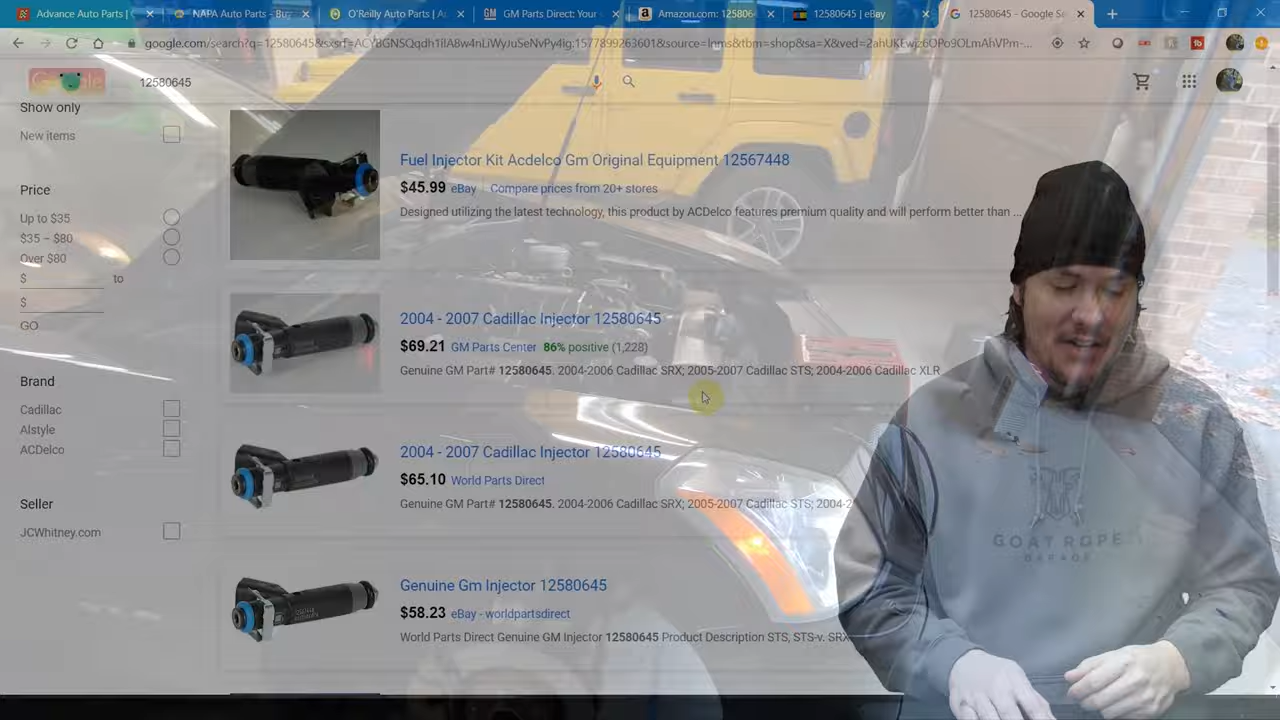 Advance Auto Parts |
NAPA Auto Parts - Bu
O'Reilly Auto Parts | A
GM Parts Direct: Your
Amazon.com: 125806
12580645 | eBay
12580645 - Google Se
Google
12580645
Show only
New items
Price
Up to $35
$35 – $80
Over $80
$ to
$
GO
Brand
Cadillac
Alstyle
ACDelco
Seller
JCWhitney.com
Fuel Injector Kit Acdelco Gm Original Equipment 12567448
$45.99 eBay Compare prices from 20+ stores
Designed utilizing the latest technology, this product by ACDelco features premium quality and will perform better than ...
2004 - 2007 Cadillac Injector 12580645
$69.21 GM Parts Center 86% positive (1,228)
Genuine GM Part# 12580645. 2004-2006 Cadillac SRX; 2005-2007 Cadillac STS; 2004-2006 Cadillac XLR
2004 - 2007 Cadillac Injector 12580645
$65.10 World Parts Direct
Genuine GM Part# 12580645. 2004-2006 Cadillac SRX; 2005-2007 Cadillac STS; 2004-2
Genuine Gm Injector 12580645
$58.23 eBay - worldpartsdirect
World Parts Direct Genuine GM Injector 12580645 Product Description STS, STS-v. SRX
GOAT ROPE
GARAGE